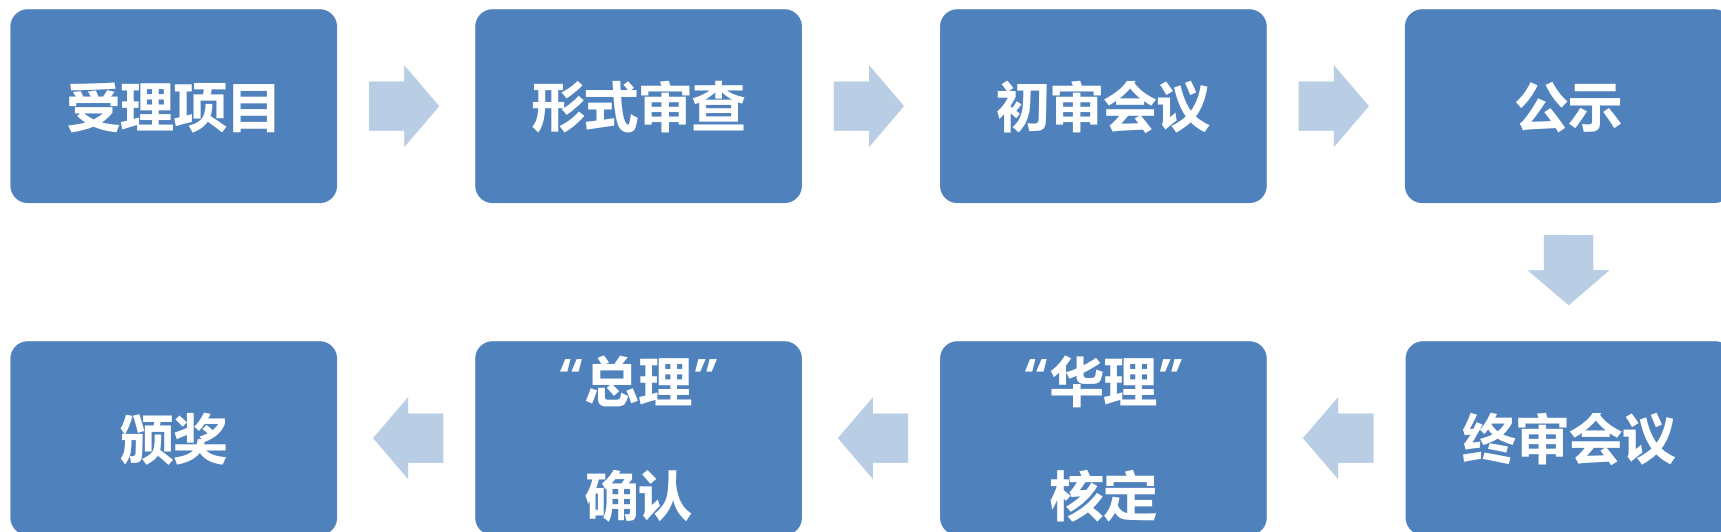 受理项目
形式审查
初审会议
公示
终审会议
“华理”
核定
“总理”
确认
颁奖